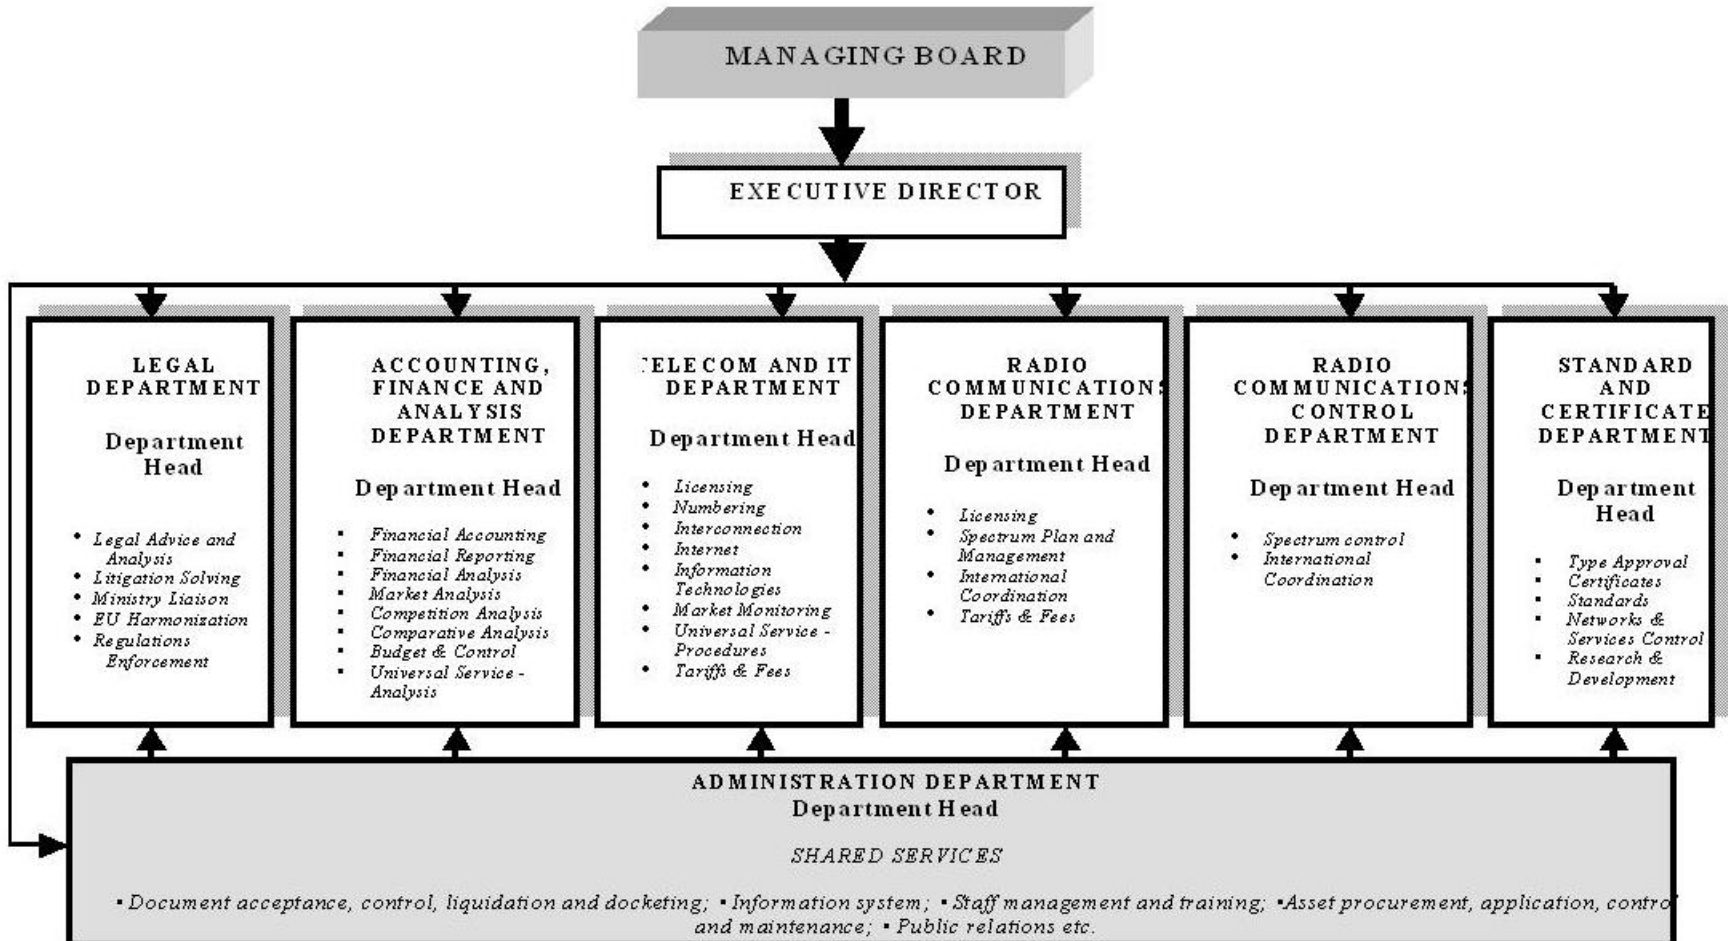 MANAGING BOARD
EXECUTIVE DIRECTOR
LEGAL
DEPARTMENT
Department
Head
• Legal Advice and
Analysis
• Litigation Solving
• Ministry Liaison
• EU Harmonization
• Regulations
Enforcement
ACCOUNTING,
FINANCE AND
ANALYSIS
DEPARTMENT
Department Head
▪ Financial Accounting
▪ Financial Reporting
▪ Financial Analysis
▪ Market Analysis
▪ Competition Analysis
▪ Comparative Analysis
▪ Budget & Control
▪ Universal Service -
Analysis
TELECOM AND IT
DEPARTMENT
Department Head
• Licensing
• Numbering
• Interconnection
• Internet
• Information
Technologies
• Market Monitoring
• Universal Service -
Procedures
• Tariffs & Fees
RADIO
COMMUNICATIONS
DEPARTMENT
Department Head
• Licensing
• Spectrum Plan and
Management
• International
Coordination
• Tariffs & Fees
RADIO
COMMUNICATIONS
CONTROL
DEPARTMENT
Department Head
• Spectrum control
• International
Coordination
STANDARD
AND
CERTIFICATE
DEPARTMENT
Department
Head
▪ Type Approval
▪ Certificates
▪ Standards
▪ Networks &
Services Control
▪ Research &
Development
ADMINISTRATION DEPARTMENT
Department Head
SHARED SERVICES
▪ Document acceptance, control, liquidation and docketing; ▪ Information system; ▪ Staff management and training; ▪Asset procurement, application, control
and maintenance; ▪ Public relations etc.